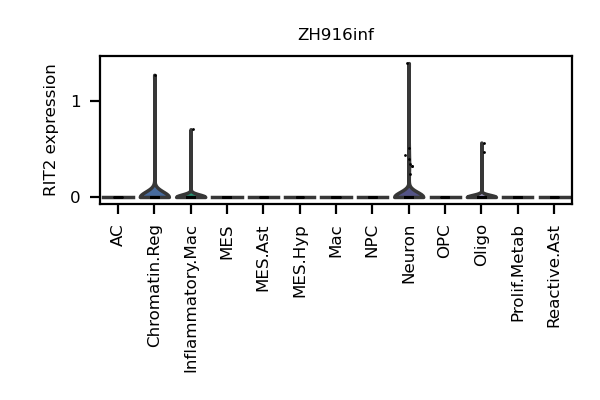 ZH916inf
RIT2 expression
1
0
AC
Chromatin.Reg
Inflammatory.Mac
MES
MES.Ast
MES.Hyp
Mac
NPC
Neuron
OPC
Oligo
Prolif.Metab
Reactive.Ast